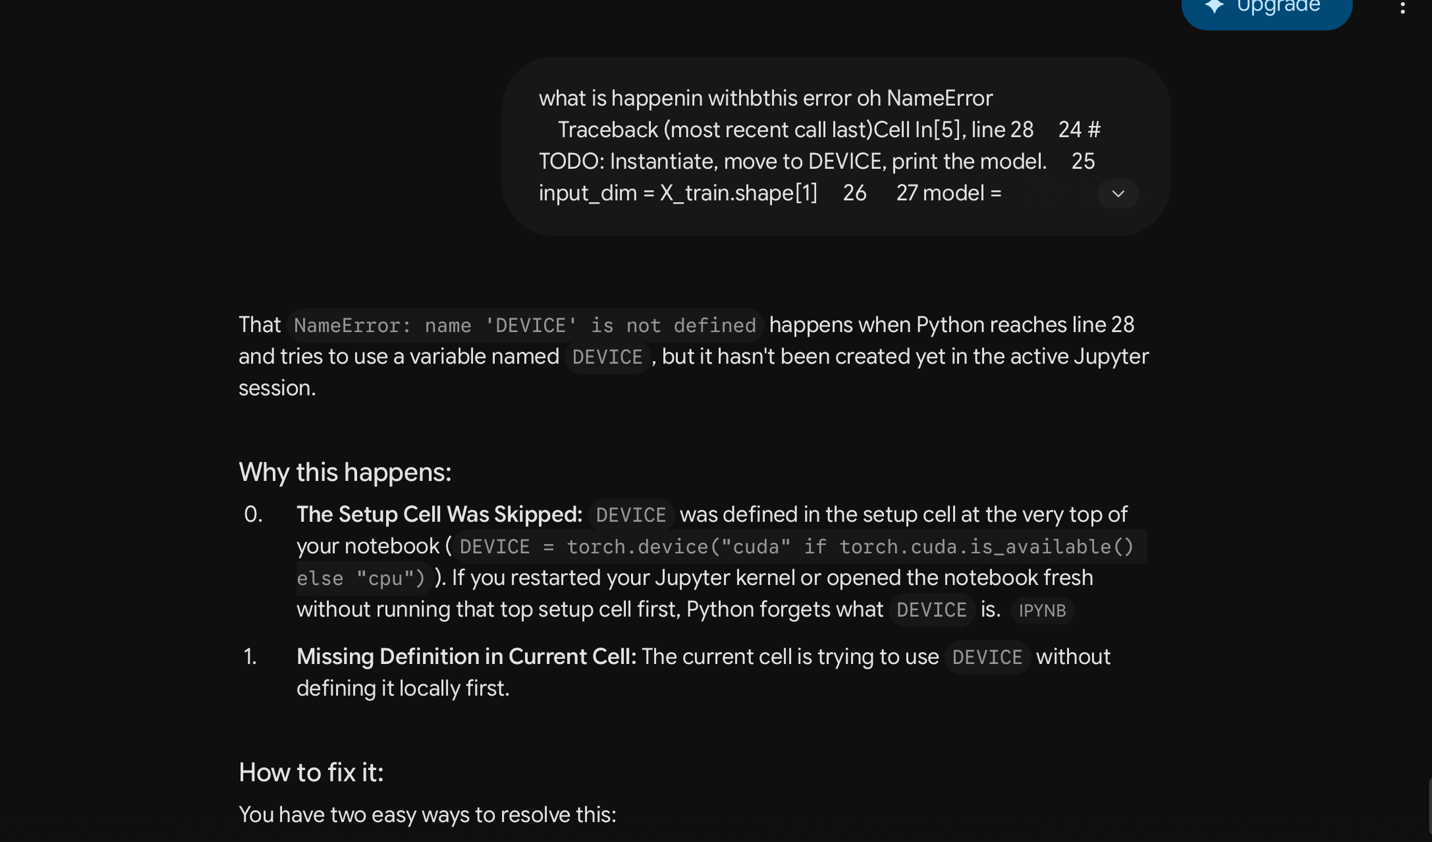 Upgrade
what is happenin withbthis error oh NameError
Traceback (most recent call last)Cell In[5], line 28 24 #
TODO: Instantiate, move to DEVICE, print the model. 25
input_dim = X_train.shape[1] 26 27 model =
That NameError: name 'DEVICE' is not defined happens when Python reaches line 28
and tries to use a variable named DEVICE, but it hasn't been created yet in the active Jupyter
session.
Why this happens:
0. The Setup Cell Was Skipped: DEVICE was defined in the setup cell at the very top of
your notebook (DEVICE = torch.device("cuda" if torch.cuda.is_available()
else "cpu")). If you restarted your Jupyter kernel or opened the notebook fresh
without running that top setup cell first, Python forgets what DEVICE is. IPYNB
1. Missing Definition in Current Cell: The current cell is trying to use DEVICE without
defining it locally first.
How to fix it:
You have two easy ways to resolve this: